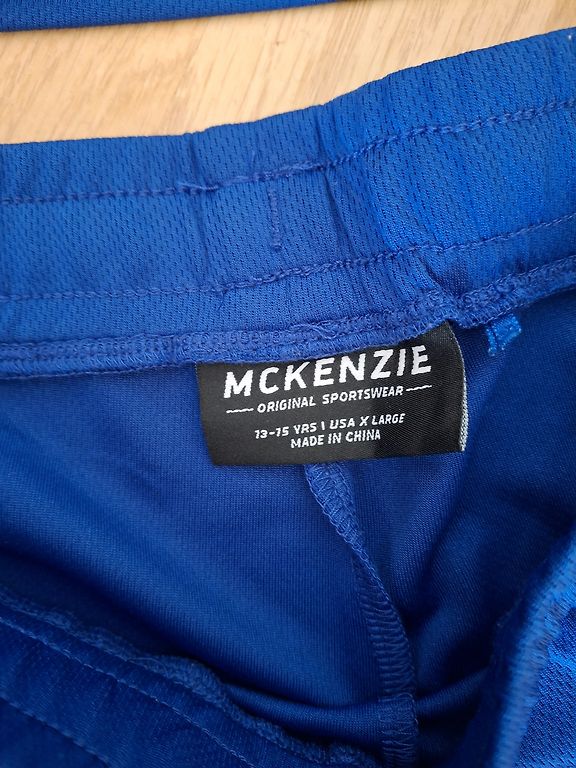 MCKENZIE
ORIGINAL SPORTSWEAR
13-15 YRS | USA X LARGE
MADE IN CHINA